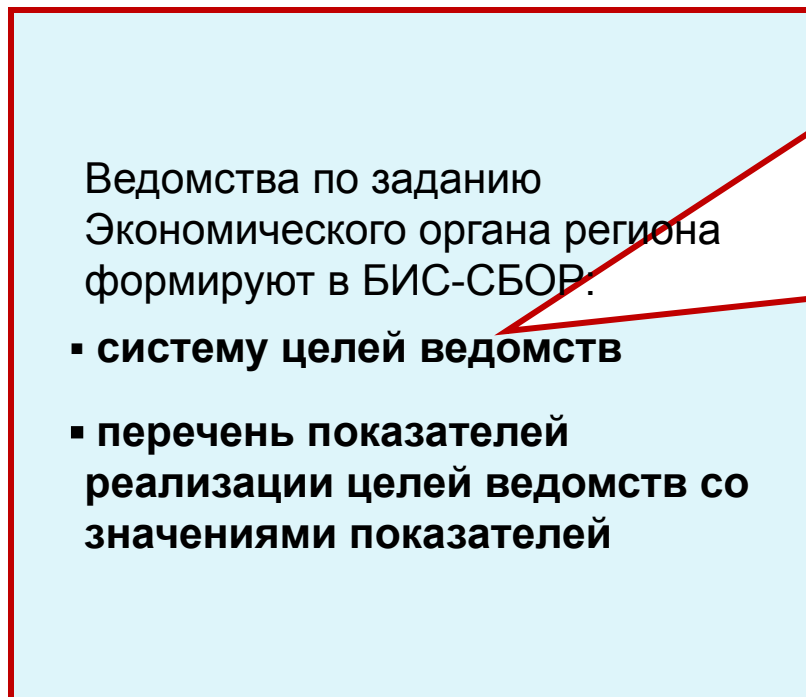 Ведомства по заданию
Экономического органа региона
формируют в БИС-СБОР:
▪ систему целей ведомств
▪ перечень показателей
реализации целей ведомств со
значениями показателей